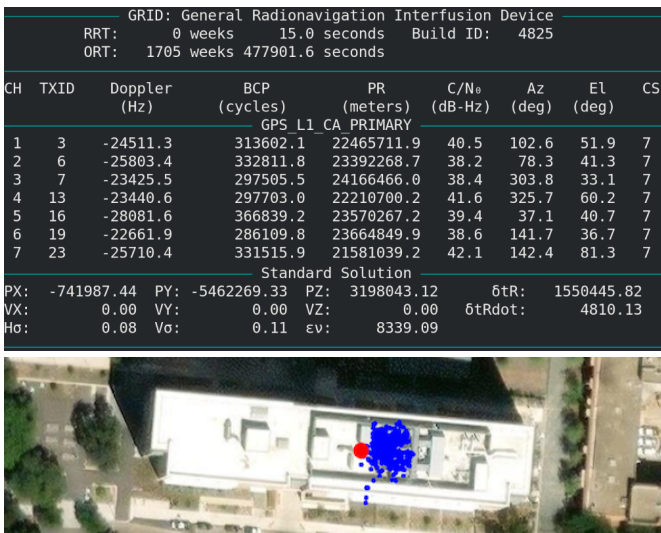 GRID: General Radionavigation Interfusion Device
RRT: 0 weeks 15.0 seconds Build ID: 4825
ORT: 1705 weeks 477901.6 seconds
CH TXID Doppler BCP PR C/N₀ Az El CS
(Hz) (cycles) (meters) (dB-Hz) (deg) (deg)
GPS_L1_CA_PRIMARY
1 3 -24511.3 313602.1 22465711.9 40.5 102.6 51.9 7
2 6 -25803.4 332811.8 23392268.7 38.2 78.3 41.3 7
3 7 -23425.5 297505.5 24166466.0 38.4 303.8 33.1 7
4 13 -23440.6 297703.0 22210700.2 41.6 325.7 60.2 7
5 16 -28081.6 366839.2 23570267.2 39.4 37.1 40.7 7
6 19 -22661.9 286109.8 23664849.9 38.6 141.7 36.7 7
7 23 -25710.4 331515.9 21581039.2 42.1 142.4 81.3 7
Standard Solution
PX: -741987.44 PY: -5462269.33 PZ: 3198043.12 δtR: 1550445.82
VX: 0.00 VY: 0.00 VZ: 0.00 δtRdot: 4810.13
Hσ: 0.08 Vσ: 0.11 εν: 8339.09